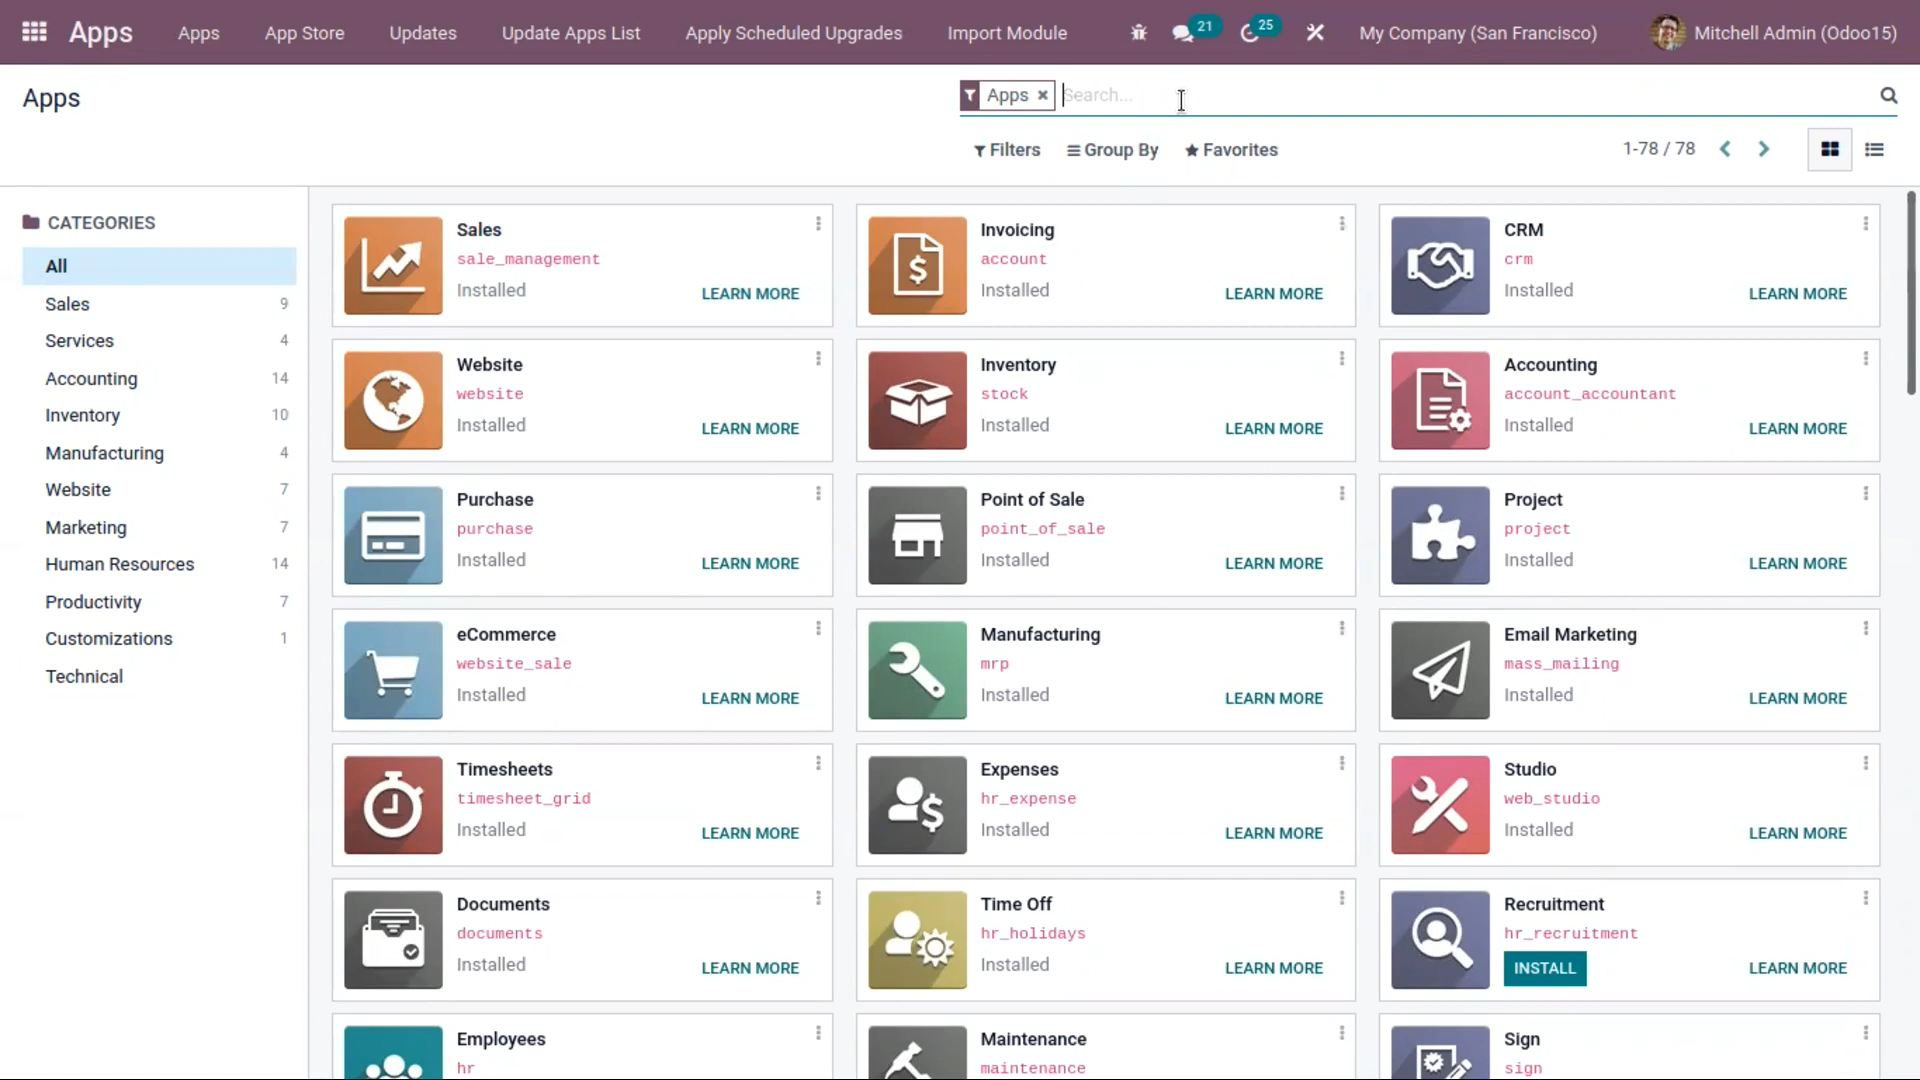 Apps Apps App Store Updates Update Apps List Apply Scheduled Upgrades Import Module 21 25 My Company (San Francisco) Mitchell Admin (Odoo15)
Apps
Apps Search...
Filters Group By Favorites 1-78 / 78
CATEGORIES
All
Sales 9
Services 4
Accounting 14
Inventory 10
Manufacturing 4
Website 7
Marketing 7
Human Resources 14
Productivity 7
Customizations 1
Technical
Sales
sale_management
Installed LEARN MORE
Invoicing
account
Installed LEARN MORE
CRM
crm
Installed LEARN MORE
Website
website
Installed LEARN MORE
Inventory
stock
Installed LEARN MORE
Accounting
account_accountant
Installed LEARN MORE
Purchase
purchase
Installed LEARN MORE
Point of Sale
point_of_sale
Installed LEARN MORE
Project
project
Installed LEARN MORE
eCommerce
website_sale
Installed LEARN MORE
Manufacturing
mrp
Installed LEARN MORE
Email Marketing
mass_mailing
Installed LEARN MORE
Timesheets
timesheet_grid
Installed LEARN MORE
Expenses
hr_expense
Installed LEARN MORE
Studio
web_studio
Installed LEARN MORE
Documents
documents
Installed LEARN MORE
Time Off
hr_holidays
Installed LEARN MORE
Recruitment
hr_recruitment
INSTALL LEARN MORE
Employees
hr
Maintenance
maintenance
Sign
sign